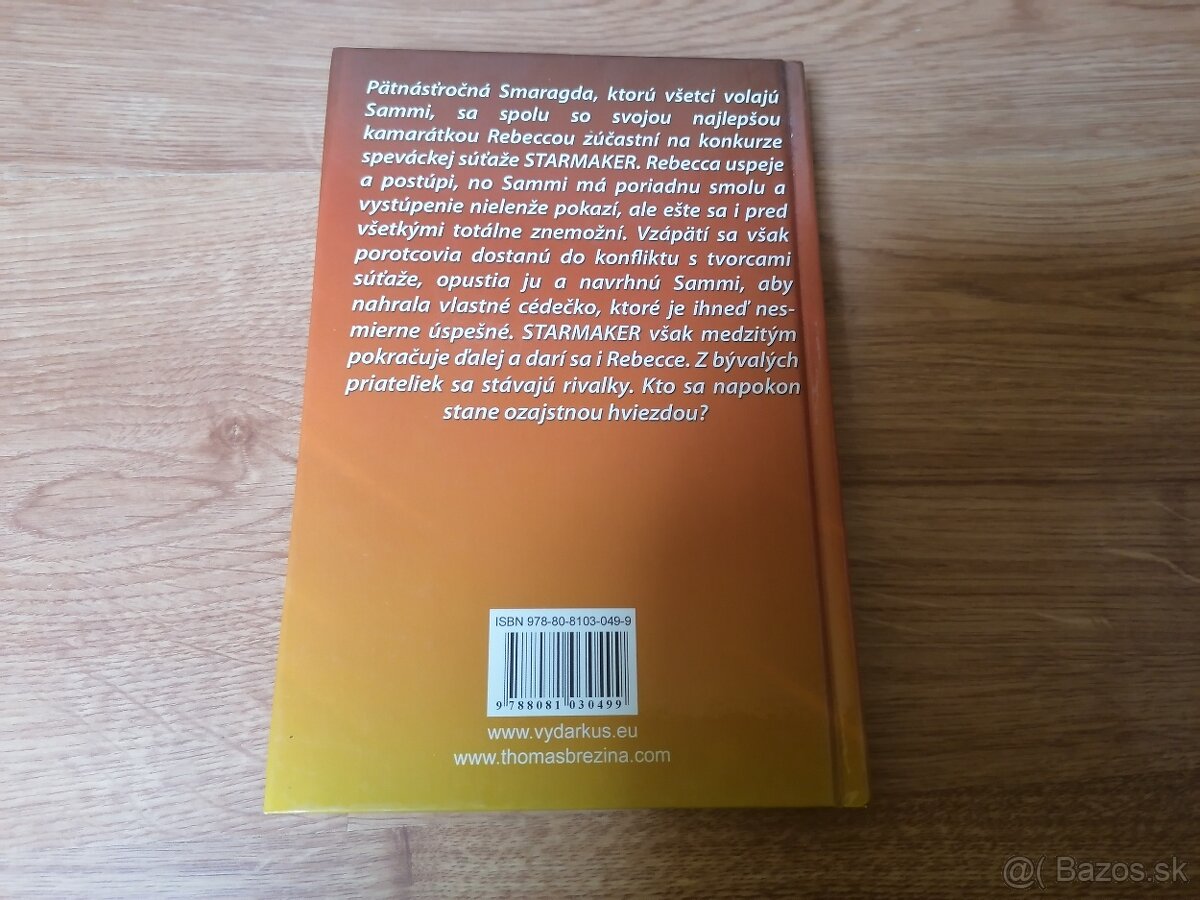 Pätnásťročná Smaragda, ktorú všetci volajú
Sammi, sa spolu so svojou najlepšou
kamarátkou Rebeccou zúčastní na konkurze
speváckej súťaže STARMAKER. Rebecca uspeje
a postúpi, no Sammi má poriadnu smolu a
vystúpenie nielenže pokazí, ale ešte sa i pred
všetkými totálne znemožní. Vzápätí sa však
porotcovia dostanú do konfliktu s tvorcami
súťaže, opustia ju a navrhnú Sammi, aby
nahrala vlastné cédečko, ktoré je ihneď nes-
mierne úspešné. STARMAKER však medzitým
pokračuje ďalej a darí sa i Rebecce. Z bývalých
priateliek sa stávajú rivalky. Kto sa napokon
stane ozajstnou hviezdou?
ISBN 978-80-8103-049-9
9 788081 030499
www.vydarkus.eu
www.thomasbrezina.com
@( Bazos.sk